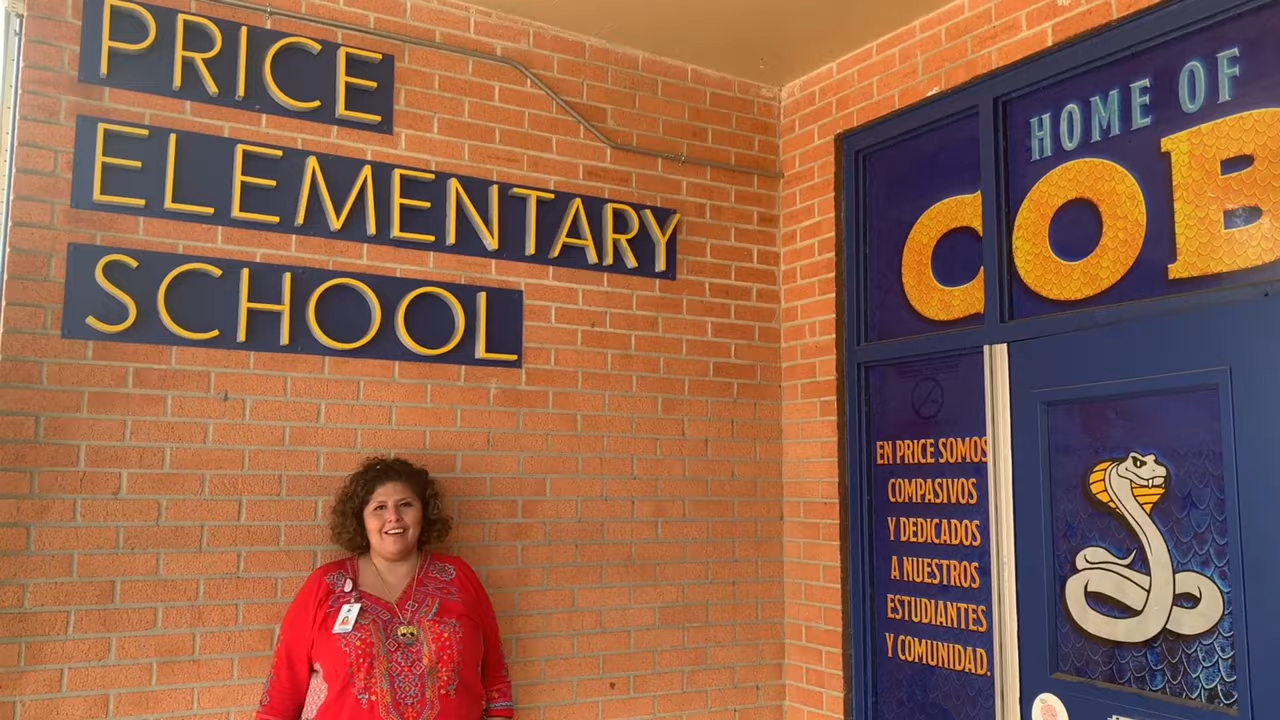 PRICE
ELEMENTARY
SCHOOL
HOME OF
COB
EN PRICE SOMOS
COMPASIVOS
Y DEDICADOS
A NUESTROS
ESTUDIANTES
Y COMUNIDAD.